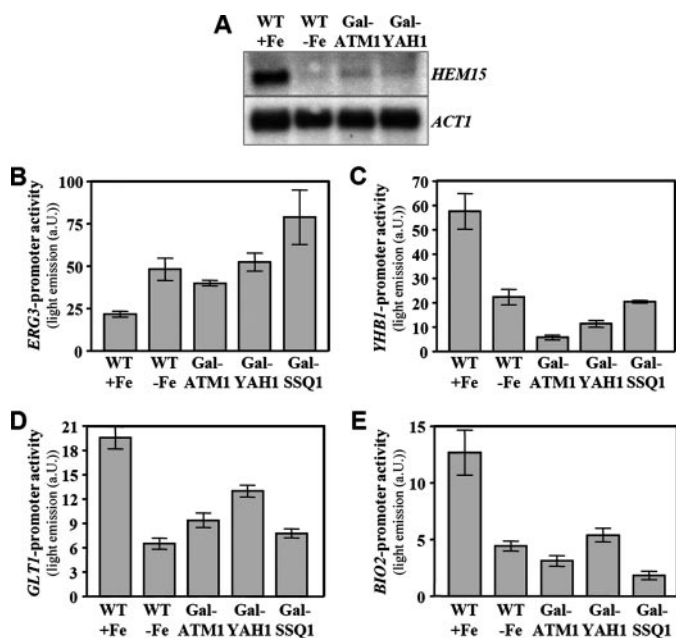 A
WT WT Gal- Gal-
+Fe -Fe ATM1 YAH1
HEM15
ACT1
B
ERG3-promoter activity
(light emission (a.U.))
100
75
50
25
0
WT WT Gal- Gal- Gal-
+Fe -Fe ATM1 YAH1 SSQ1
C
YHB1-promoter activity
(light emission (a.U.))
70
60
50
40
30
20
10
0
WT WT Gal- Gal- Gal-
+Fe -Fe ATM1 YAH1 SSQ1
D
GLT1-promoter activity
(light emission (a.U.))
21
18
15
12
9
6
3
0
WT WT Gal- Gal- Gal-
+Fe -Fe ATM1 YAH1 SSQ1
E
BIO2-promoter activity
(light emission (a.U.))
15
10
5
0
WT WT Gal- Gal- Gal-
+Fe -Fe ATM1 YAH1 SSQ1